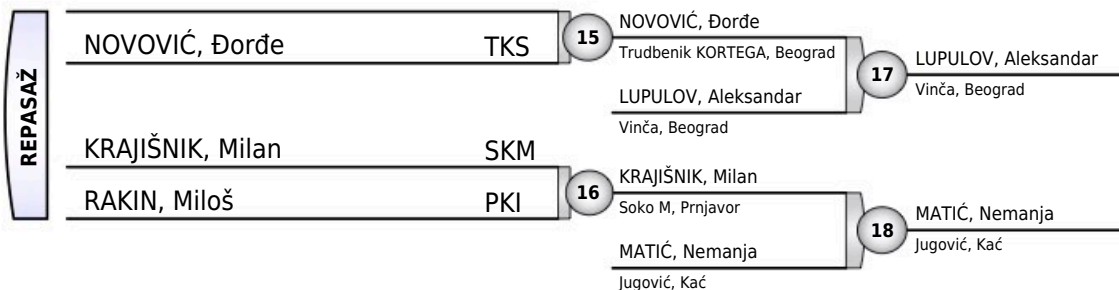 REPASAŽ
NOVOVIĆ, Đorđe TKS
KRAJIŠNIK, Milan SKM
RAKIN, Miloš PKI
15
NOVOVIĆ, Đorđe
Trudbenik KORTEGA, Beograd
LUPULOV, Aleksandar
Vinča, Beograd
16
KRAJIŠNIK, Milan
Soko M, Prnjavor
MATIĆ, Nemanja
Jugović, Kać
17
LUPULOV, Aleksandar
Vinča, Beograd
18
MATIĆ, Nemanja
Jugović, Kać